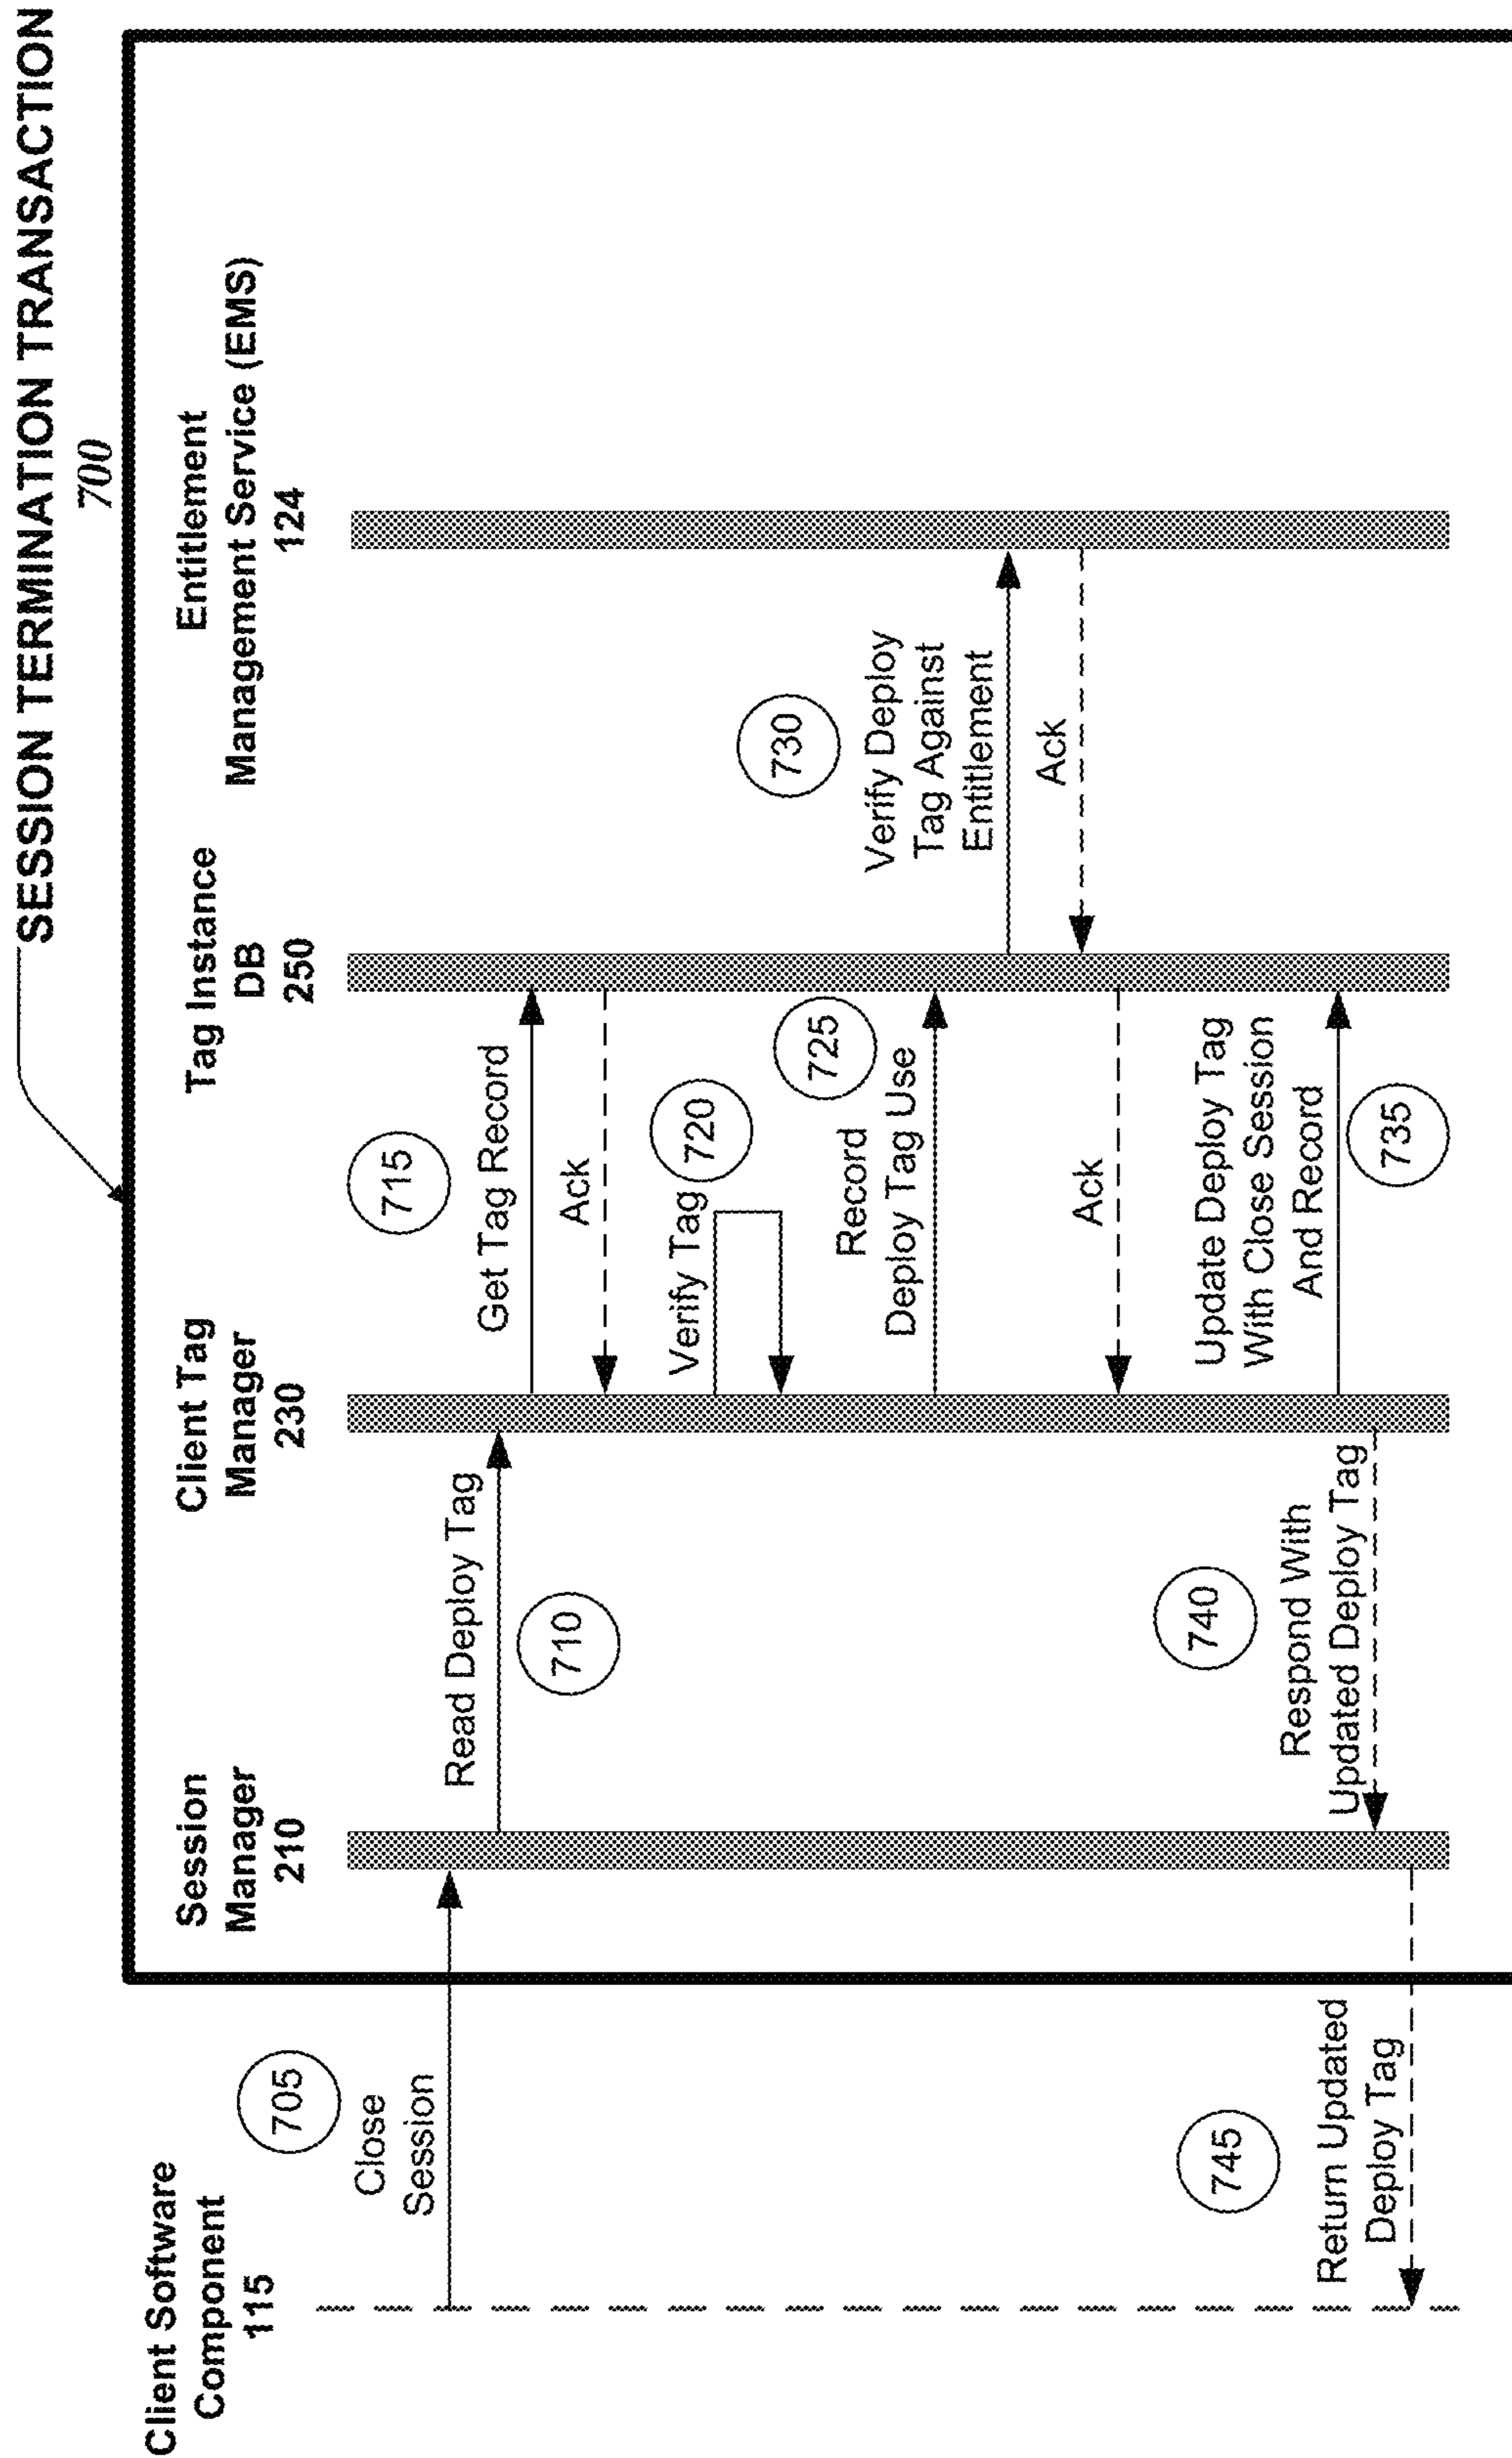 SESSION TERMINATION TRANSACTION
700
Client Software
Component
115
Session
Manager
210
Client Tag
Manager
230
Tag Instance
DB
250
Entitlement
Management Service (EMS)
124
705
Close
Session
Read Deploy Tag
710
715
Get Tag Record
Ack
Verify Tag
720
725
Record
Deploy Tag Use
730
Verify Deploy
Tag Against
Entitlement
Ack
Ack
Update Deploy Tag
With Close Session
And Record
735
740
Respond With
Updated Deploy Tag
745
Return Updated
Deploy Tag